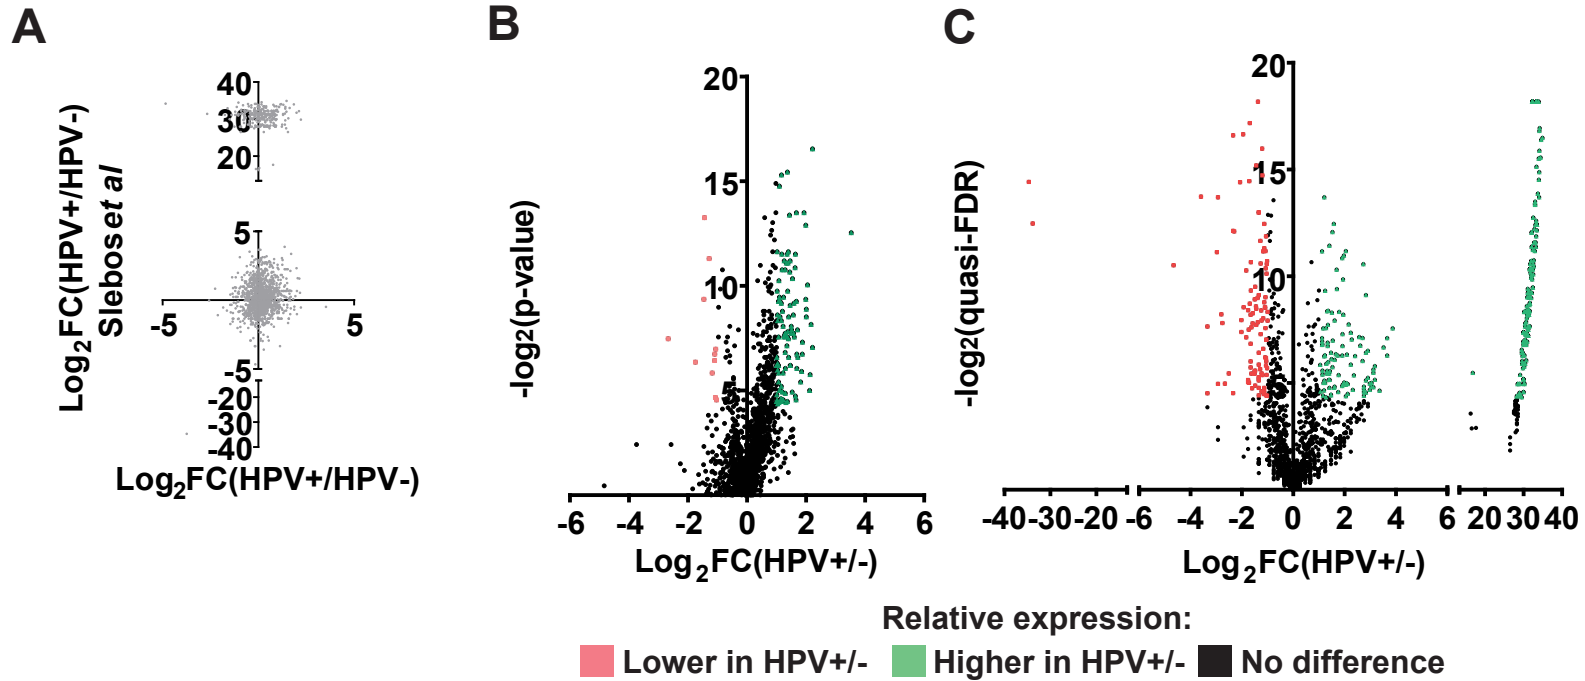 A
B
C
Log2FC(HPV+/HPV-)
Slebos et al
40
30
20
5
-5
5
-5
-20
-30
-40
Log2FC(HPV+/HPV-)
-log2(p-value)
20
15
10
5
-6 -4 -2 0 2 4 6
Log2FC(HPV+/-)
-log2(quasi-FDR)
20
15
10
-40 -30 -20 -6 -4 -2 0 2 4 6 20 30 40
Log2FC(HPV+/-)
Relative expression:
Lower in HPV+/- Higher in HPV+/- No difference